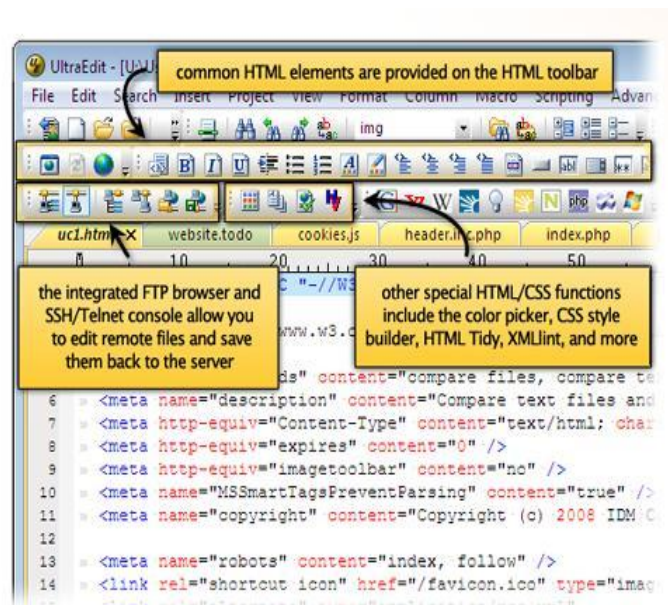 UltraEdit - [U:\U
common HTML elements are provided on the HTML toolbar
File Edit Search Insert Project View Format Column Macro Scripting Advan
img
uc1.htm X website.todo cookies.js header.inc.php index.php
0 10 20 30 40 50
C "-//W3
the integrated FTP browser and
SSH/Telnet console allow you
to edit remote files and save
them back to the server
other special HTML/CSS functions
include the color picker, CSS style
builder, HTML Tidy, XMLlint, and more
www.w3.c
ds" content="compare files, compare te
6 <meta name="description" content="Compare text files and
7 <meta http-equiv="Content-Type" content="text/html; char
8 <meta http-equiv="expires" content="0" />
9 <meta http-equiv="imagetoolbar" content="no" />
10 <meta name="MSSmartTagsPreventParsing" content="true" />
11 <meta name="copyright" content="Copyright (c) 2008 IDM C
12
13 <meta name="robots" content="index, follow" />
14 <link rel="shortcut icon" href="/favicon.ico" type="imag